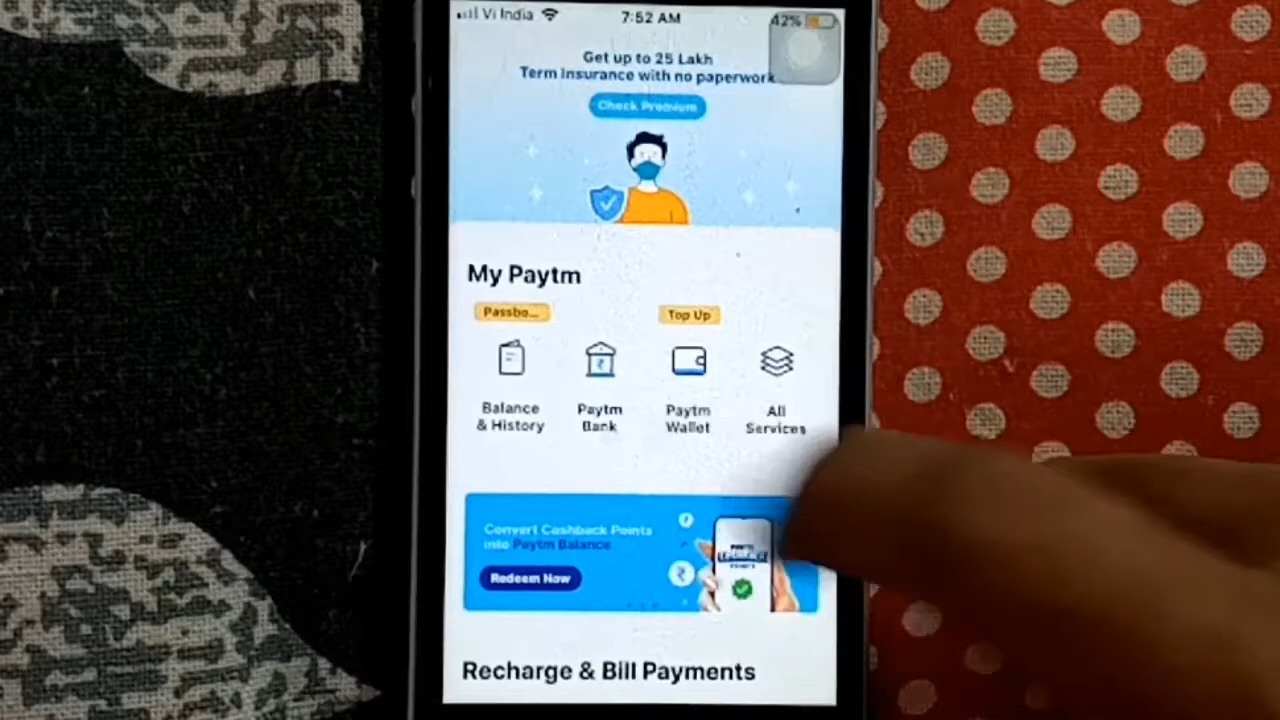 Vi India 7:52 AM 42%
Get up to 25 Lakh
Term Insurance with no paperwork
Check Premium
My Paytm
Passbo... Top Up
Balance & History
Paytm Bank
Paytm Wallet
All Services
Convert Cashback Points
into Paytm Balance
Redeem Now
Recharge & Bill Payments